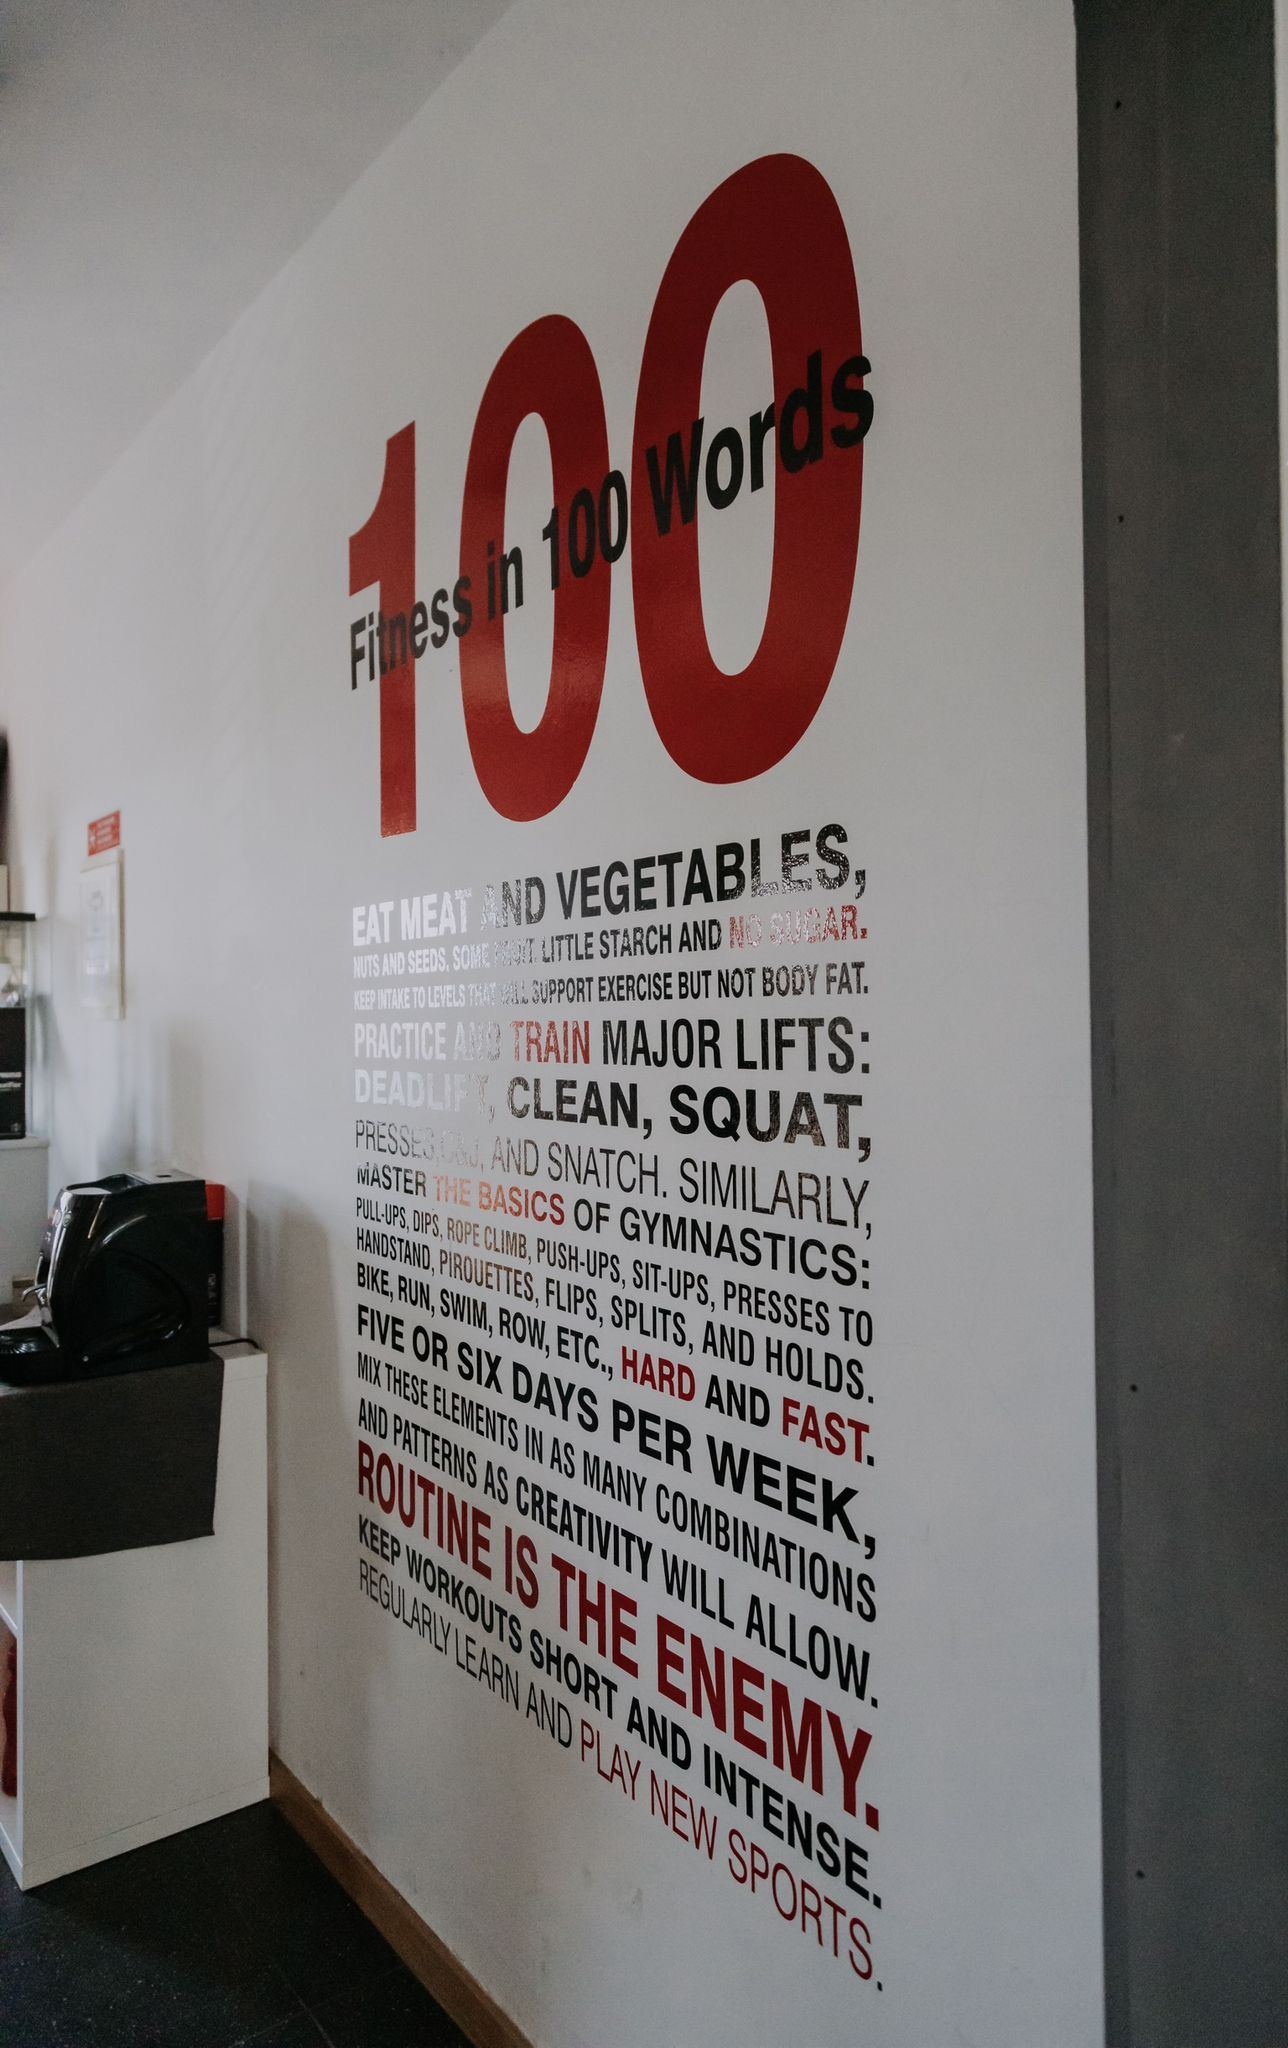 100
Fitness in 100 Words
EAT MEAT AND VEGETABLES,
NUTS AND SEEDS, SOME FRUIT, LITTLE STARCH AND NO SUGAR.
KEEP INTAKE TO LEVELS THAT WILL SUPPORT EXERCISE BUT NOT BODY FAT.
PRACTICE AND TRAIN MAJOR LIFTS:
DEADLIFT, CLEAN, SQUAT,
PRESSES, C&J, AND SNATCH. SIMILARLY,
MASTER THE BASICS OF GYMNASTICS:
PULL-UPS, DIPS, ROPE CLIMB, PUSH-UPS, SIT-UPS, PRESSES TO
HANDSTAND, PIROUETTES, FLIPS, SPLITS, AND HOLDS.
BIKE, RUN, SWIM, ROW, ETC., HARD AND FAST.
FIVE OR SIX DAYS PER WEEK,
MIX THESE ELEMENTS IN AS MANY COMBINATIONS
AND PATTERNS AS CREATIVITY WILL ALLOW.
ROUTINE IS THE ENEMY.
KEEP WORKOUTS SHORT AND INTENSE.
REGULARLY LEARN AND PLAY NEW SPORTS.